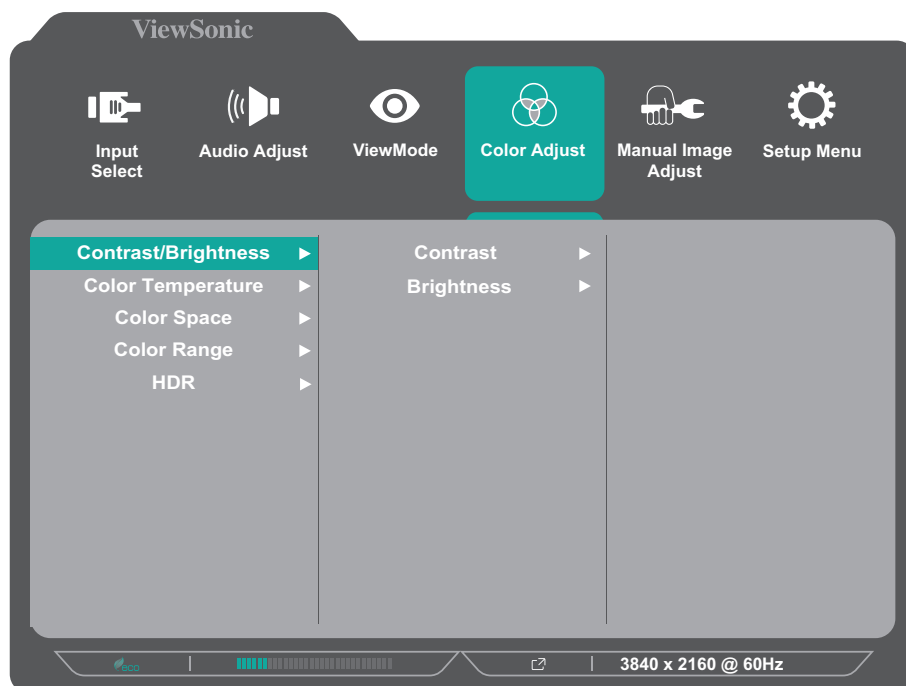 ViewSonic
Input Select
Audio Adjust
ViewMode
Color Adjust
Manual Image Adjust
Setup Menu
Contrast/Brightness
Color Temperature
Color Space
Color Range
HDR
Contrast
Brightness
eco
3840 x 2160 @ 60Hz